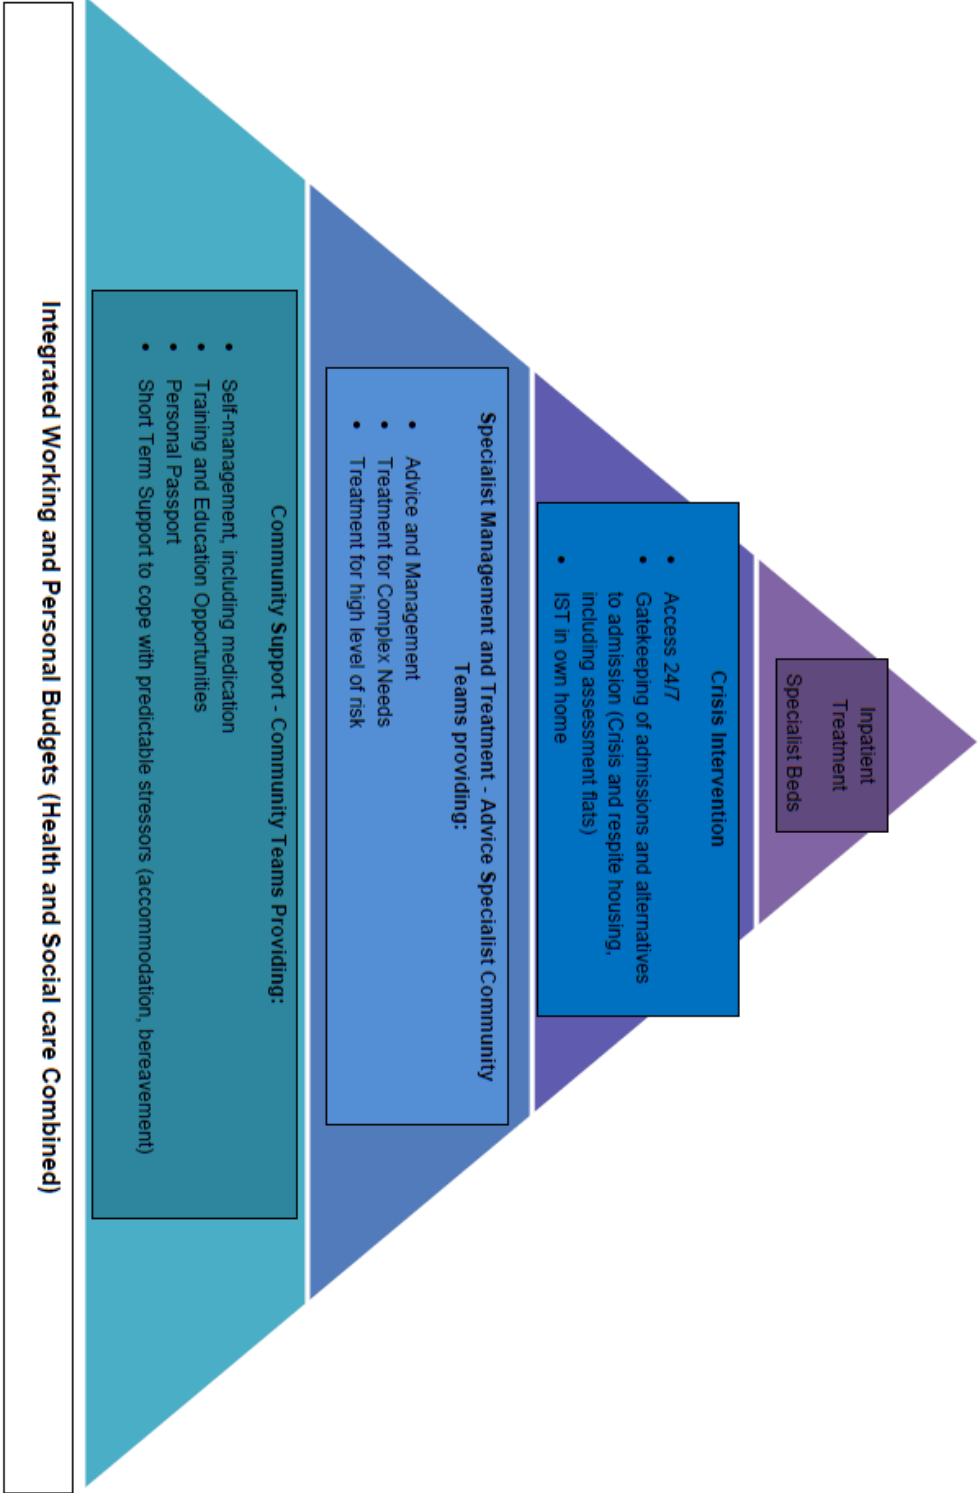 Inpatient
Treatment
Specialist Beds
Crisis Intervention
• Access 24/7
• Gatekeeping of admissions and alternatives
to admission (Crisis and respite housing,
including assessment flats)
• IST in own home
Specialist Management and Treatment - Advice Specialist Community
Teams providing:
• Advice and Management
• Treatment for Complex Needs
• Treatment for high level of risk
Community Support - Community Teams Providing:
• Self-management, including medication
• Training and Education Opportunities
• Personal Passport
• Short Term Support to cope with predictable stressors (accommodation, bereavement)
Integrated Working and Personal Budgets (Health and Social care Combined)